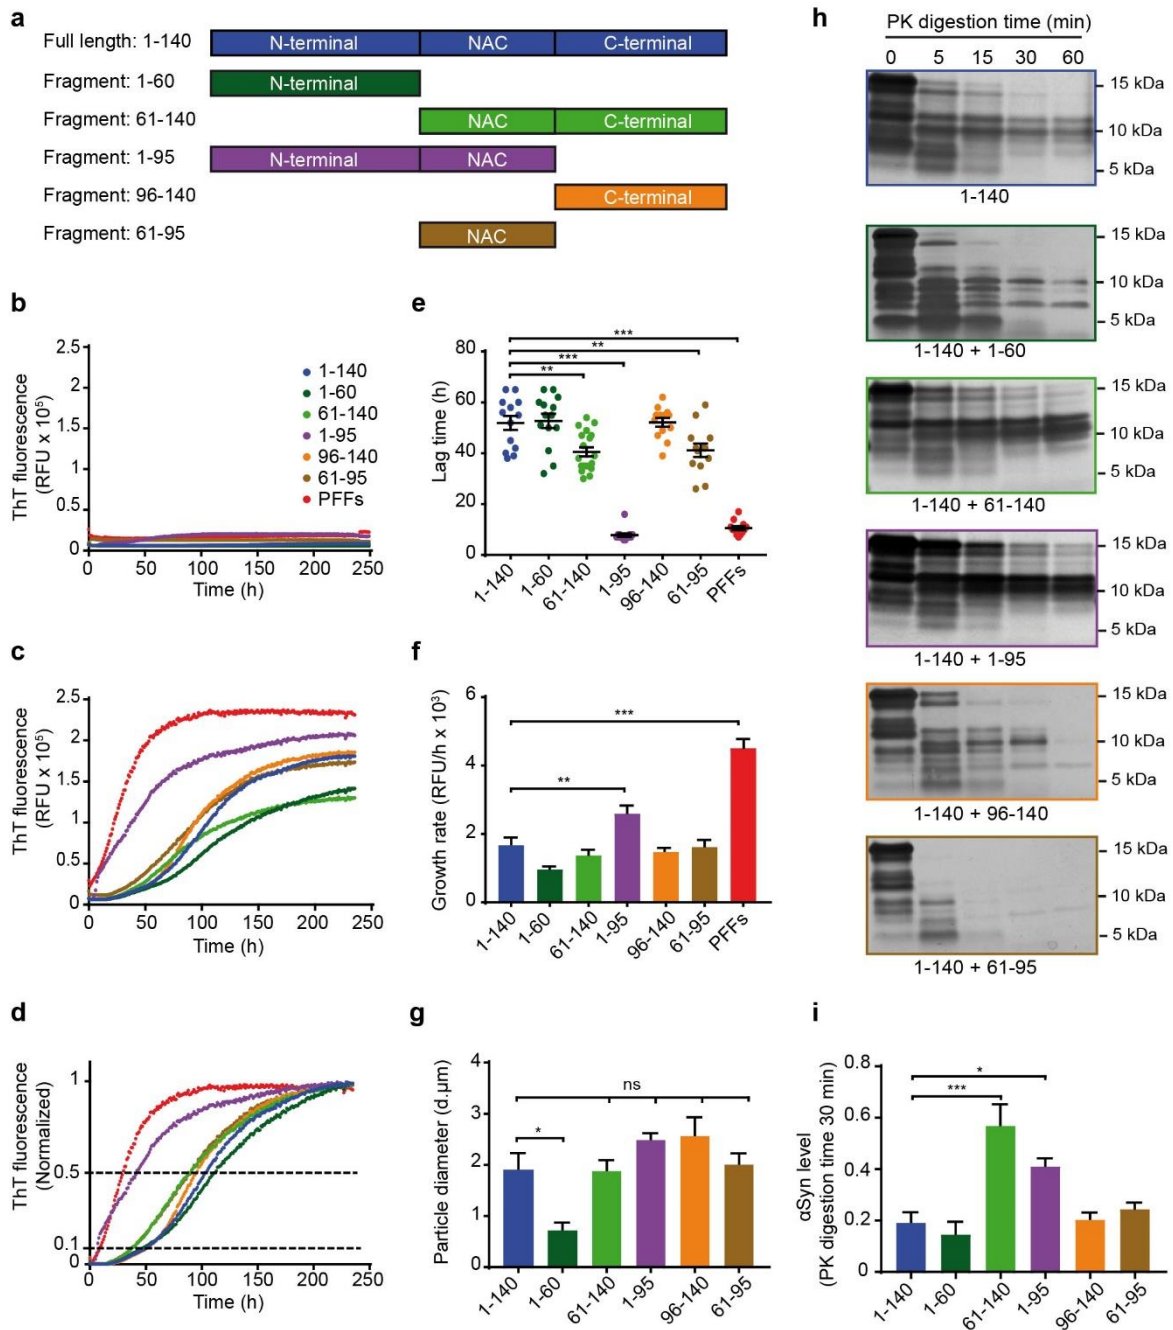 a
Full length: 1-140
N-terminal
NAC
C-terminal
Fragment: 1-60
N-terminal
Fragment: 61-140
NAC
C-terminal
Fragment: 1-95
N-terminal
NAC
Fragment: 96-140
C-terminal
Fragment: 61-95
NAC
b
ThT fluorescence
(RFU x 10⁵)
2.5
2
1.5
1
0.5
0
0 50 100 150 200 250
Time (h)
1-140
1-60
61-140
1-95
96-140
61-95
PFFs
c
ThT fluorescence
(RFU x 10⁵)
2.5
2
1.5
1
0.5
0
0 50 100 150 200 250
Time (h)
d
ThT fluorescence
(Normalized)
1
0.5
0.1
0
0 50 100 150 200 250
Time (h)
e
Lag time (h)
80
60
40
20
0
***
**
***
**
1-140 1-60 61-140 1-95 96-140 61-95 PFFs
f
Growth rate (RFU/h x 10³)
6
4
2
0
***
**
1-140 1-60 61-140 1-95 96-140 61-95 PFFs
g
Particle diameter (d.µm)
4
3
2
1
0
ns
*
1-140 1-60 61-140 1-95 96-140 61-95
h
PK digestion time (min)
0 5 15 30 60
15 kDa
10 kDa
5 kDa
1-140
15 kDa
10 kDa
5 kDa
1-140 + 1-60
15 kDa
10 kDa
5 kDa
1-140 + 61-140
15 kDa
10 kDa
5 kDa
1-140 + 1-95
15 kDa
10 kDa
5 kDa
1-140 + 96-140
15 kDa
10 kDa
5 kDa
1-140 + 61-95
i
αSyn level
(PK digestion time 30 min)
0.8
0.6
0.4
0.2
0
*
***
1-140 1-60 61-140 1-95 96-140 61-95